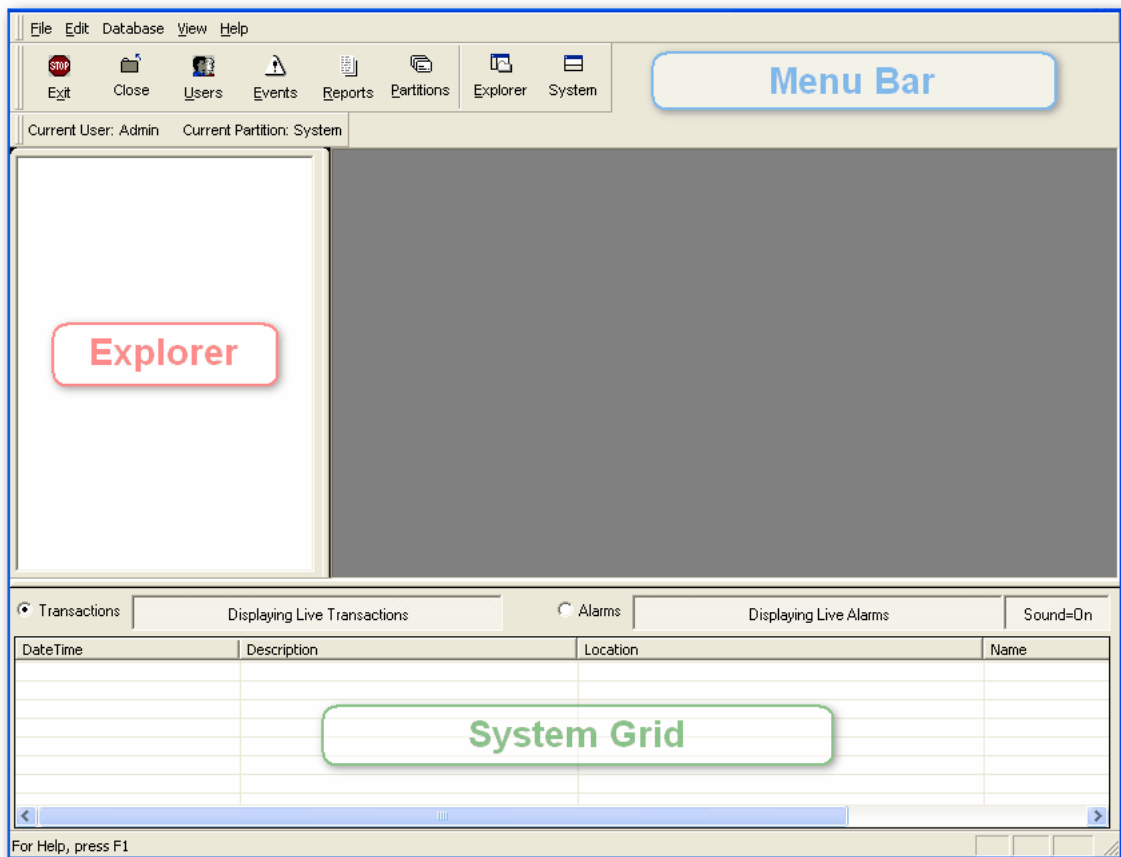 File Edit Database View Help
STOP
Exit Close Users Events Reports Partitions Explorer System
Menu Bar
Current User: Admin Current Partition: System
Explorer
Transactions Displaying Live Transactions Alarms Displaying Live Alarms Sound=On
DateTime Description Location Name
System Grid
For Help, press F1